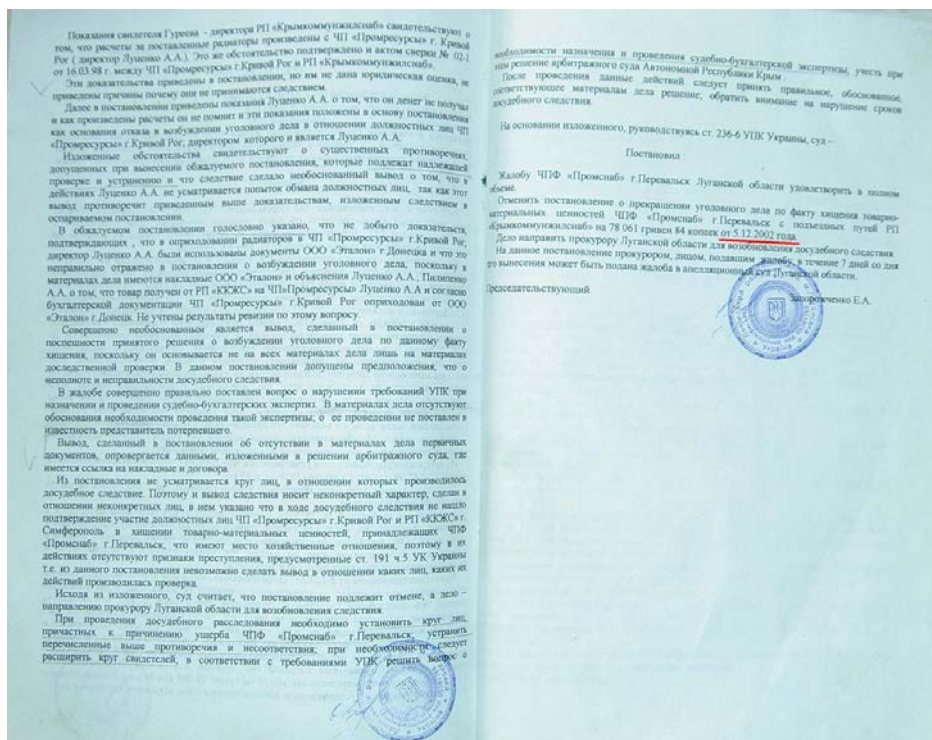 Показания свидетеля Гуреева - директора РП «Крымкоммунжилснаб» свидетельствуют о
том, что расчеты за поставленные радиаторы произведены с ЧП «Промресурсы» г. Кривой
Рог ( директор Луценко А.А.). Это же обстоятельство подтверждено и актом сверки № 02-1
от 16.03.98 г. между ЧП «Промресурсы» г.Кривой Рог и РП «Крымкоммунжилснаб».
Эти доказательства приведены в постановлении, но им не дана юридическая оценка, не
приведены причины почему они не принимаются следствием.
Далее в постановлении приведены показания Луценко А.А. о том, что он денег не получал
и как произведены расчеты он не помнит и эти показания положены в основу постановления
как основания отказа в возбуждении уголовного дела в отношении должностных лиц ЧП
«Промресурсы» г.Кривой Рог, директором которого и является Луценко А.А.
Изложенные обстоятельства свидетельствуют о существенных противоречиях,
допущенных при вынесении обжалуемого постановления, которые подлежат надлежащей
проверке и устранению и что следствие сделало необоснованный вывод о том, что в
действиях Луценко А.А. не усматривается попыток обмана должностных лиц, так как этот
вывод противоречит приведенным выше доказательствам, изложенным следствием в
оспариваемом постановлении.
В обжалуемом постановлении голословно указано, что не добыто доказательств,
подтверждающих , что в оприходовании радиаторов в ЧП «Промресурсы» г.Кривой Рог,
директор Луценко А.А. были использованы документы ООО «Эталон» г.Донецка и что это
неправильно отражено в постановлении о возбуждении уголовного дела, поскольку в
материалах дела имеются накладные ООО «Эталон» и объяснения Луценко А.А., Пилипенко
А.А. о том, что товар получен от РП «ККЖС» на ЧП»Промресурсы» Луценко А.А и согласно
бухгалтерской документации ЧП «Промресурсы» г.Кривой Рог оприходован от ООО
«Эталон» г.Донецк. Не учтены результаты ревизии по этому вопросу.
Совершенно необоснованным является вывод, сделанный в постановлении о
поспешности принятого решения о возбуждении уголовного дела по данному факту
хищения, поскольку он основывается не на всех материалах дела лишь на материалах
доследственной проверки. В данном постановлении допущены предположения, что о
неполноте и неправильности досудебного следствия.
В жалобе совершенно правильно поставлен вопрос о нарушении требований УПК при
назначении и проведении судебно-бухгалтерских экспертиз. В материалах дела отсутствуют
обоснования необходимости проведения такой экспертизы; о ее проведении не поставлен в
известность представитель потерпевшего.
Вывод, сделанный в постановлении об отсутствии в материалах дела первичных
документов, опровергается данными, изложенными в решении арбитражного суда, где
имеется ссылка на накладные и договора.
Из постановления не усматривается круг лиц, в отношении которых производилось
досудебное следствие. Поэтому и вывод следствия носит неконкретный характер, сделан в
отношении неконкретных лиц, в нем указано что в ходе досудебного следствия не нашло
подтверждение участие должностных лиц ЧП «Промресурсы» г.Кривой Рог и РП «ККЖС» г.
Симферополь в хищении товарно-материальных ценностей, принадлежащих ЧПФ
«Промснаб» г.Перевальск, что имеют место хозяйственные отношения, поэтому в их
действиях отсутствуют признаки преступления, предусмотренные ст. 191 ч.5 УК Украины
т.е. из данного постановления невозможно сделать вывод в отношении каких лиц, каких их
действий производилась проверка.
Исходя из изложенного, суд считает, что постановление подлежит отмене, а дело –
направлению прокурору Луганской области для возобновления следствия.
При проведения досудебного расследования необходимо установить круг лиц,
причастных к причинению ущерба ЧПФ «Промснаб» г.Перевальск, устранить
перечисленные выше противоречия и несоответствия; при необходимости следует
расширить круг свидетелей; в соответствии с требованиями УПК решить вопрос о
необходимости назначения и проведения судебно-бухгалтерской экспертизы, учесть при
решение арбитражного суда Автономной Республики Крым .
После проведения данные действий следует принять правильное, обоснованное,
соответствующее материалам дела решение, обратить внимание на нарушение сроков
досудебного следствия.
На основании изложенного, руководствуясь ст. 236-6 УПК Украины, суд -
Постановил :
Жалобу ЧПФ «Промснаб» г.Перевальск Луганской области удовлетворить в полном
объеме.
Отменить постановление о прекращении уголовного дела по факту хищения товарно-
материальных ценностей ЧПФ «Промснаб» г.Перевальск с подъездных путей РП
«Крымкоммунжилснаб» на 78 061 гривен 84 копеек от 5.12.2002 года.
Дело направить прокурору Луганской области для возобновления досудебного следствия.
На данное постановление прокурором, лицом, подавшим жалобу, в течение 7 дней со дня
его вынесения может быть подана жалоба в апелляционный суд Луганской области.
Председательствующий
Запорожченко Е.А.